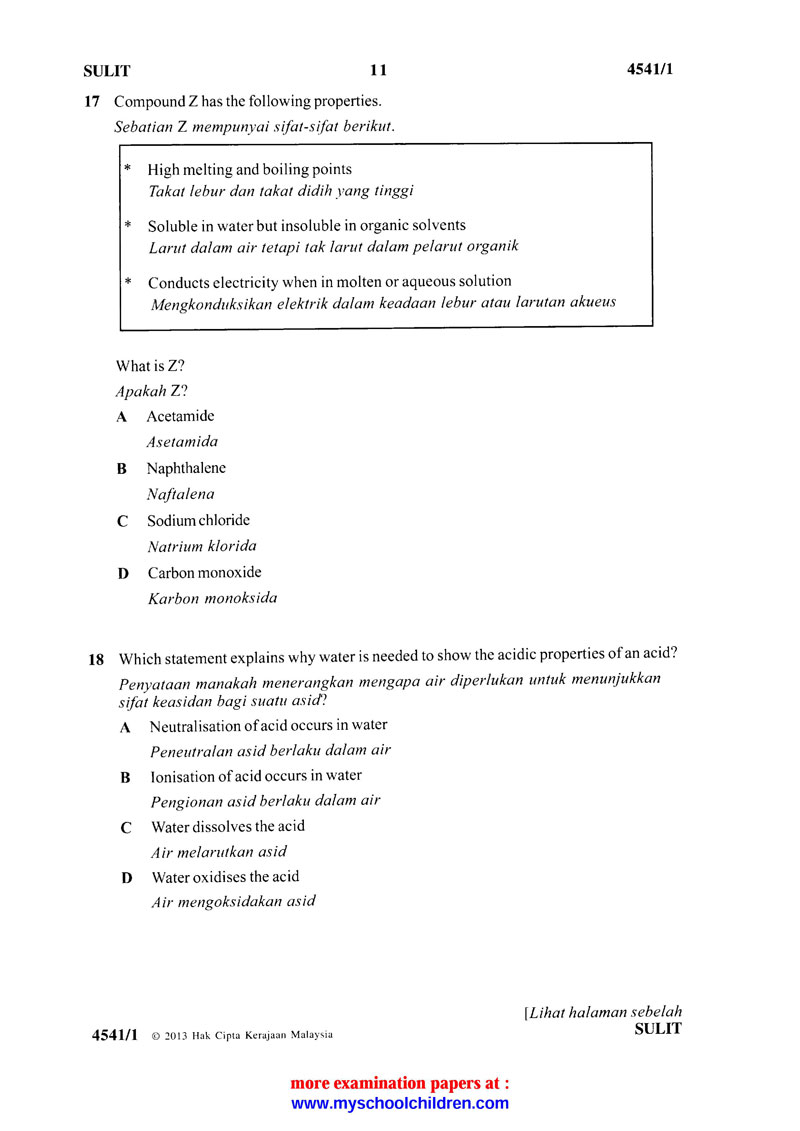 SULIT 11 4541/1
17 Compound Z has the following properties.
Sebatian Z mempunyai sifat-sifat berikut.
* High melting and boiling points
Takat lebur dan takat didih yang tinggi
* Soluble in water but insoluble in organic solvents
Larut dalam air tetapi tak larut dalam pelarut organik
* Conducts electricity when in molten or aqueous solution
Mengkonduksikan elektrik dalam keadaan lebur atau larutan akueus
What is Z?
Apakah Z?
A Acetamide
Asetamida
B Naphthalene
Naftalena
C Sodium chloride
Natrium klorida
D Carbon monoxide
Karbon monoksida
18 Which statement explains why water is needed to show the acidic properties of an acid?
Penyataan manakah menerangkan mengapa air diperlukan untuk menunjukkan
sifat keasidan bagi suatu asid?
A Neutralisation of acid occurs in water
Peneutralan asid berlaku dalam air
B Ionisation of acid occurs in water
Pengionan asid berlaku dalam air
C Water dissolves the acid
Air melarutkan asid
D Water oxidises the acid
Air mengoksidakan asid
[Lihat halaman sebelah
4541/1 © 2013 Hak Cipta Kerajaan Malaysia SULIT
more examination papers at :
www.myschoolchildren.com